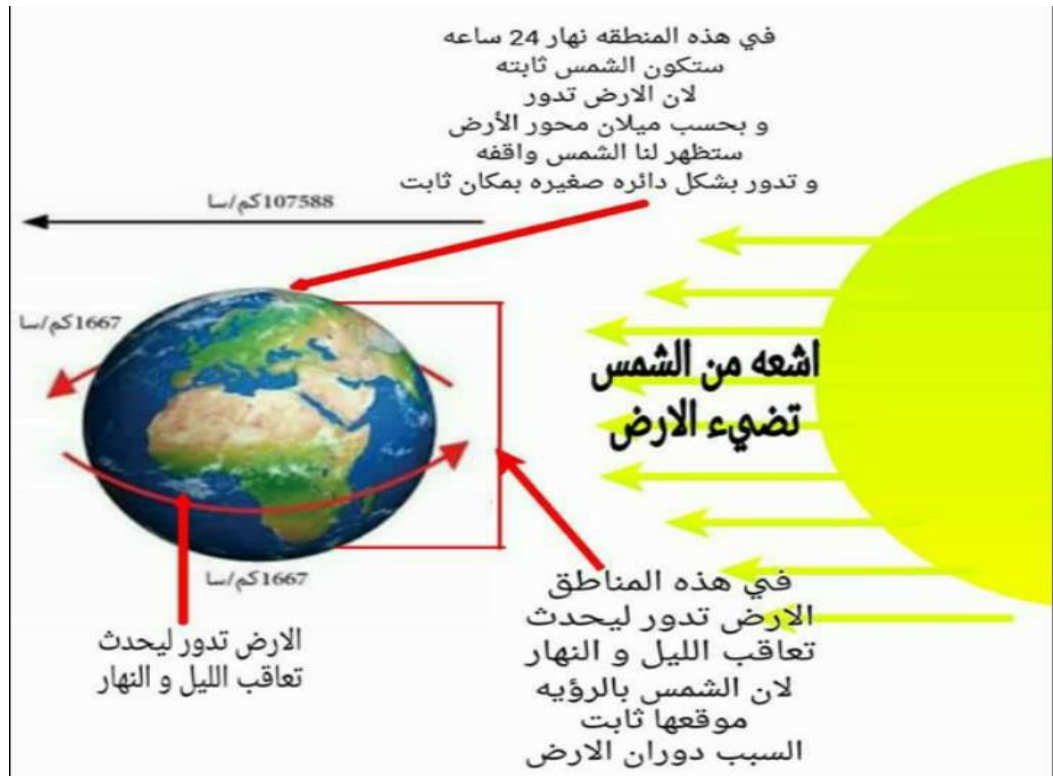 في هذه المنطقه نهار 24 ساعه
ستكون الشمس ثابته
لان الارض تدور
و بحسب ميلان محور الأرض
ستظهر لنا الشمس واقفه
و تدور بشكل دائره صغيره بمكان ثابت
107588كم/سا
1667كم/سا
اشعه من الشمس
تضيء الارض
1667كم/سا
الارض تدور ليحدث
تعاقب الليل و النهار
في هذه المناطق
الارض تدور ليحدث
تعاقب الليل و النهار
لان الشمس بالرؤيه
موقعها ثابت
السبب دوران الارض